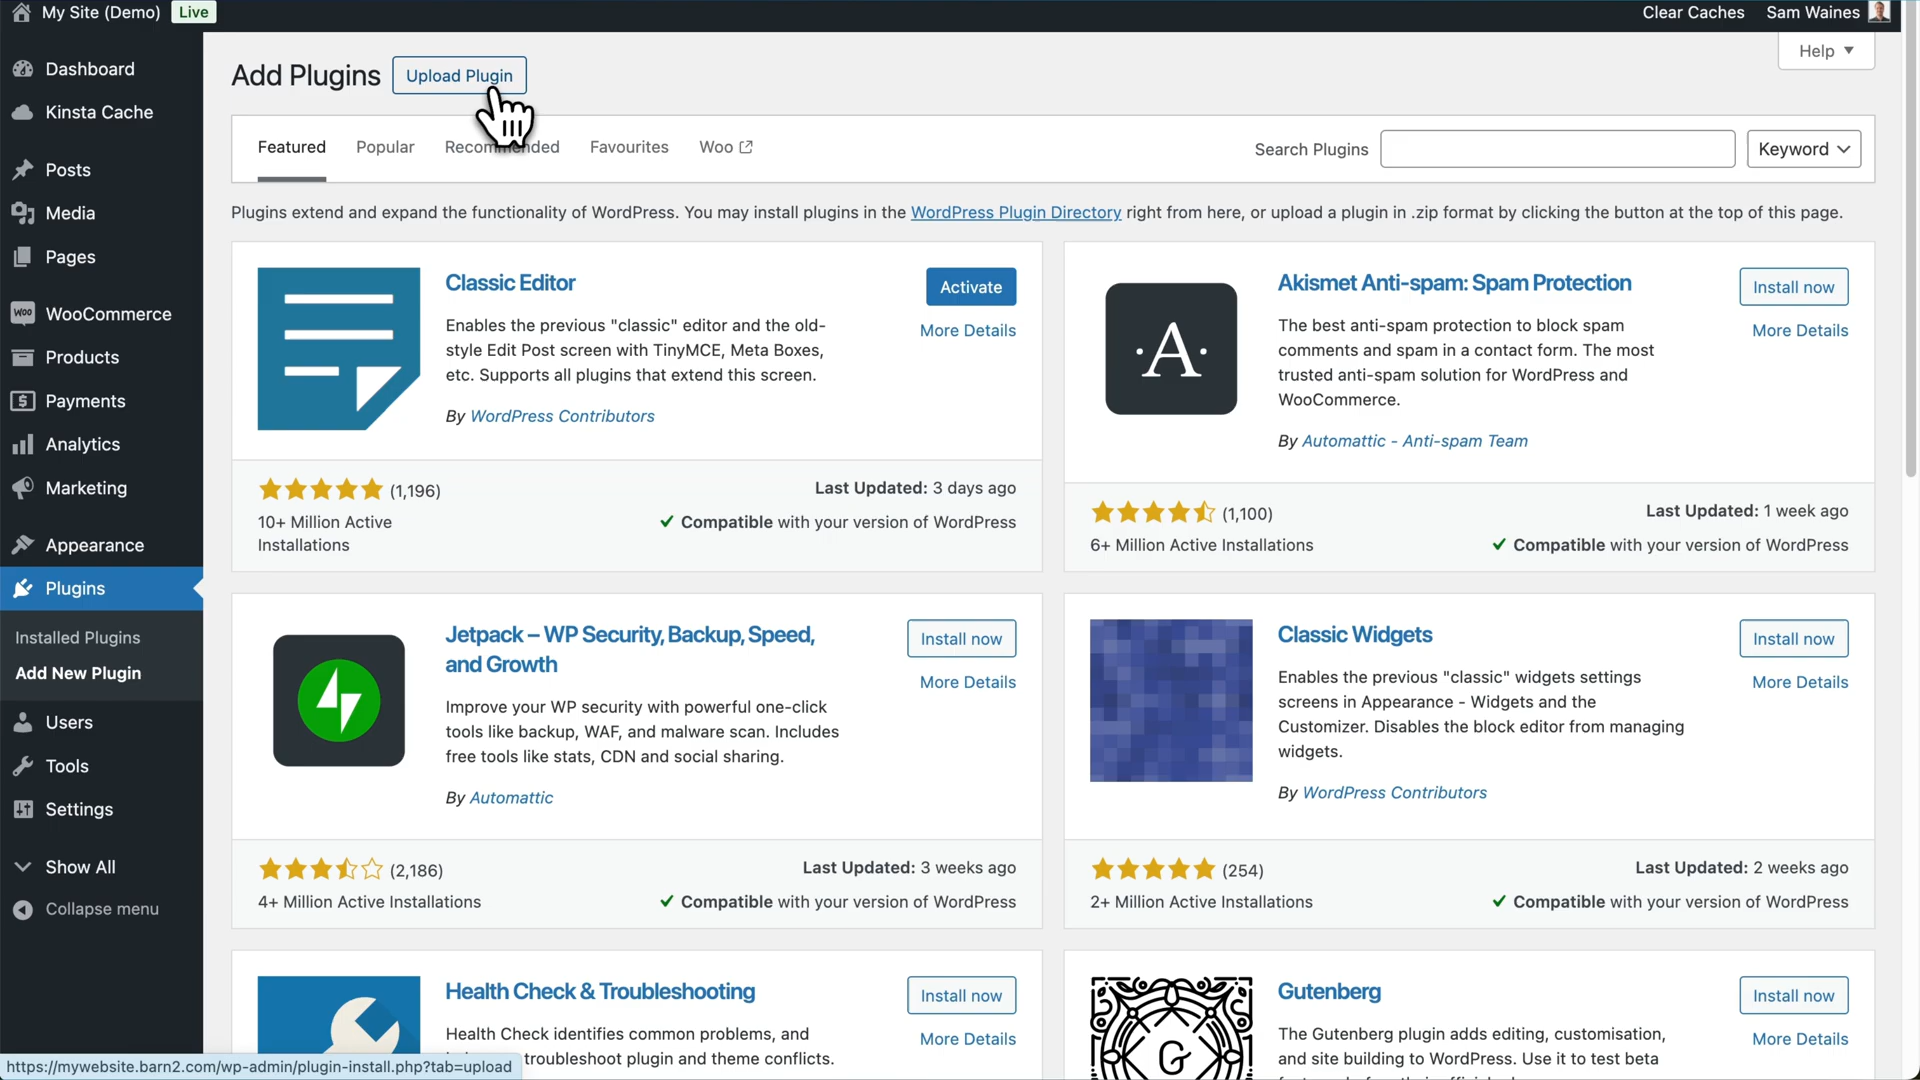 My Site (Demo) Live
Clear Caches Sam Waines
Dashboard
Kinsta Cache
Posts
Media
Pages
WooCommerce
Products
Payments
Analytics
Marketing
Appearance
Plugins
Installed Plugins
Add New Plugin
Users
Tools
Settings
Show All
Collapse menu
Help
Add Plugins Upload Plugin
Featured Popular Recommended Favourites Woo
Search Plugins Keyword
Plugins extend and expand the functionality of WordPress. You may install plugins in the WordPress Plugin Directory right from here, or upload a plugin in .zip format by clicking the button at the top of this page.
Classic Editor
Activate
More Details
Enables the previous "classic" editor and the old-
style Edit Post screen with TinyMCE, Meta Boxes,
etc. Supports all plugins that extend this screen.
By WordPress Contributors
(1,196)
10+ Million Active
Installations
Last Updated: 3 days ago
Compatible with your version of WordPress
A
Akismet Anti-spam: Spam Protection
Install now
More Details
The best anti-spam protection to block spam
comments and spam in a contact form. The most
trusted anti-spam solution for WordPress and
WooCommerce.
By Automattic - Anti-spam Team
(1,100)
6+ Million Active Installations
Last Updated: 1 week ago
Compatible with your version of WordPress
Jetpack – WP Security, Backup, Speed,
and Growth
Install now
More Details
Improve your WP security with powerful one-click
tools like backup, WAF, and malware scan. Includes
free tools like stats, CDN and social sharing.
By Automattic
(2,186)
4+ Million Active Installations
Last Updated: 3 weeks ago
Compatible with your version of WordPress
Classic Widgets
Install now
More Details
Enables the previous "classic" widgets settings
screens in Appearance - Widgets and the
Customizer. Disables the block editor from managing
widgets.
By WordPress Contributors
(254)
2+ Million Active Installations
Last Updated: 2 weeks ago
Compatible with your version of WordPress
Health Check & Troubleshooting
Install now
More Details
Health Check identifies common problems, and
troubleshoot plugin and theme conflicts.
G
Gutenberg
Install now
More Details
The Gutenberg plugin adds editing, customisation,
and site building to WordPress. Use it to test beta
https://mywebsite.barn2.com/wp-admin/plugin-install.php?tab=upload